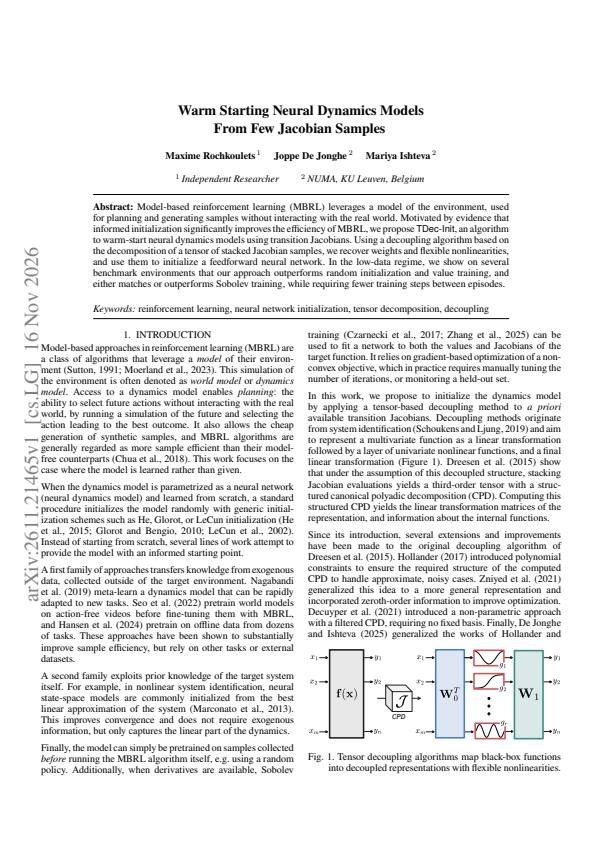 arXiv:2611.21465v1 [cs.LG] 16 Nov 2026
Warm Starting Neural Dynamics Models
From Few Jacobian Samples
Maxime Rochkoulets 1 Joppe De Jonghe 2 Mariya Ishteva 2
1 Independent Researcher 2 NUMA, KU Leuven, Belgium
Abstract: Model-based reinforcement learning (MBRL) leverages a model of the environment, used
for planning and generating samples without interacting with the real world. Motivated by evidence that
informed initialization significantly improves the efficiency of MBRL, we propose TDec-Init, an algorithm
to warm-start neural dynamics models using transition Jacobians. Using a decoupling algorithm based on
the decomposition of a tensor of stacked Jacobian samples, we recover weights and flexible nonlinearities,
and use them to initialize a feedforward neural network. In the low-data regime, we show on several
benchmark environments that our approach outperforms random initialization and value training, and
either matches or outperforms Sobolev training, while requiring fewer training steps between episodes.
Keywords: reinforcement learning, neural network initialization, tensor decomposition, decoupling
1. INTRODUCTION
Model-based approaches in reinforcement learning (MBRL) are
a class of algorithms that leverage a model of their environ-
ment (Sutton, 1991; Moerland et al., 2023). This simulation of
the environment is often denoted as world model or dynamics
model. Access to a dynamics model enables planning: the
ability to select future actions without interacting with the real
world, by running a simulation of the future and selecting the
action leading to the best outcome. It also allows the cheap
generation of synthetic samples, and MBRL algorithms are
generally regarded as more sample efficient than their model-
free counterparts (Chua et al., 2018). This work focuses on the
case where the model is learned rather than given.
When the dynamics model is parametrized as a neural network
(neural dynamics model) and learned from scratch, a standard
procedure initializes the model randomly with generic initial-
ization schemes such as He, Glorot, or LeCun initialization (He
et al., 2015; Glorot and Bengio, 2010; LeCun et al., 2002).
Instead of starting from scratch, several lines of work attempt to
provide the model with an informed starting point.
A first family of approaches transfers knowledge from exogenous
data, collected outside of the target environment. Nagabandi
et al. (2019) meta-learn a dynamics model that can be rapidly
adapted to new tasks. Seo et al. (2022) pretrain world models
on action-free videos before fine-tuning them with MBRL,
and Hansen et al. (2024) pretrain on offline data from dozens
of tasks. These approaches have been shown to substantially
improve sample efficiency, but rely on other tasks or external
datasets.
A second family exploits prior knowledge of the target system
itself. For example, in nonlinear system identification, neural
state-space models are commonly initialized from the best
linear approximation of the system (Marconato et al., 2013).
This improves convergence and does not require exogenous
information, but only captures the linear part of the dynamics.
Finally, the model can simply be pretrained on samples collected
before running the MBRL algorithm itself, e.g. using a random
policy. Additionally, when derivatives are available, Sobolev
training (Czarnecki et al., 2017; Zhang et al., 2025) can be
used to fit a network to both the values and Jacobians of the
target function. It relies on gradient-based optimization of a non-
convex objective, which in practice requires manually tuning the
number of iterations, or monitoring a held-out set.
In this work, we propose to initialize the dynamics model
by applying a tensor-based decoupling method to a priori
available transition Jacobians. Decoupling methods originate
from system identification (Schoukens and Ljung, 2019) and aim
to represent a multivariate function as a linear transformation
followed by a layer of univariate nonlinear functions, and a final
linear transformation (Figure 1). Dreesen et al. (2015) show
that under the assumption of this decoupled structure, stacking
Jacobian evaluations yields a third-order tensor with a struc-
tured canonical polyadic decomposition (CPD). Computing this
structured CPD yields the linear transformation matrices of the
representation, and information about the internal functions.
Since its introduction, several extensions and improvements
have been made to the original decoupling algorithm of
Dreesen et al. (2015). Hollander (2017) introduced polynomial
constraints to ensure the required structure of the computed
CPD to handle approximate, noisy cases. Zniyed et al. (2021)
generalized this idea to a more general representation and
incorporated zeroth-order information to improve optimization.
Decuyper et al. (2021) introduced a non-parametric approach
with a filtered CPD, requiring no fixed basis. Finally, De Jonghe
and Ishteva (2025) generalized the works of Hollander and
x1 y1 x1 g1 y1
x2 f(x) y2 J x2 W0T g2 W1 y2
CPD
xm yn xm gr yn
Fig. 1. Tensor decoupling algorithms map black-box functions
into decoupled representations with flexible nonlinearities.